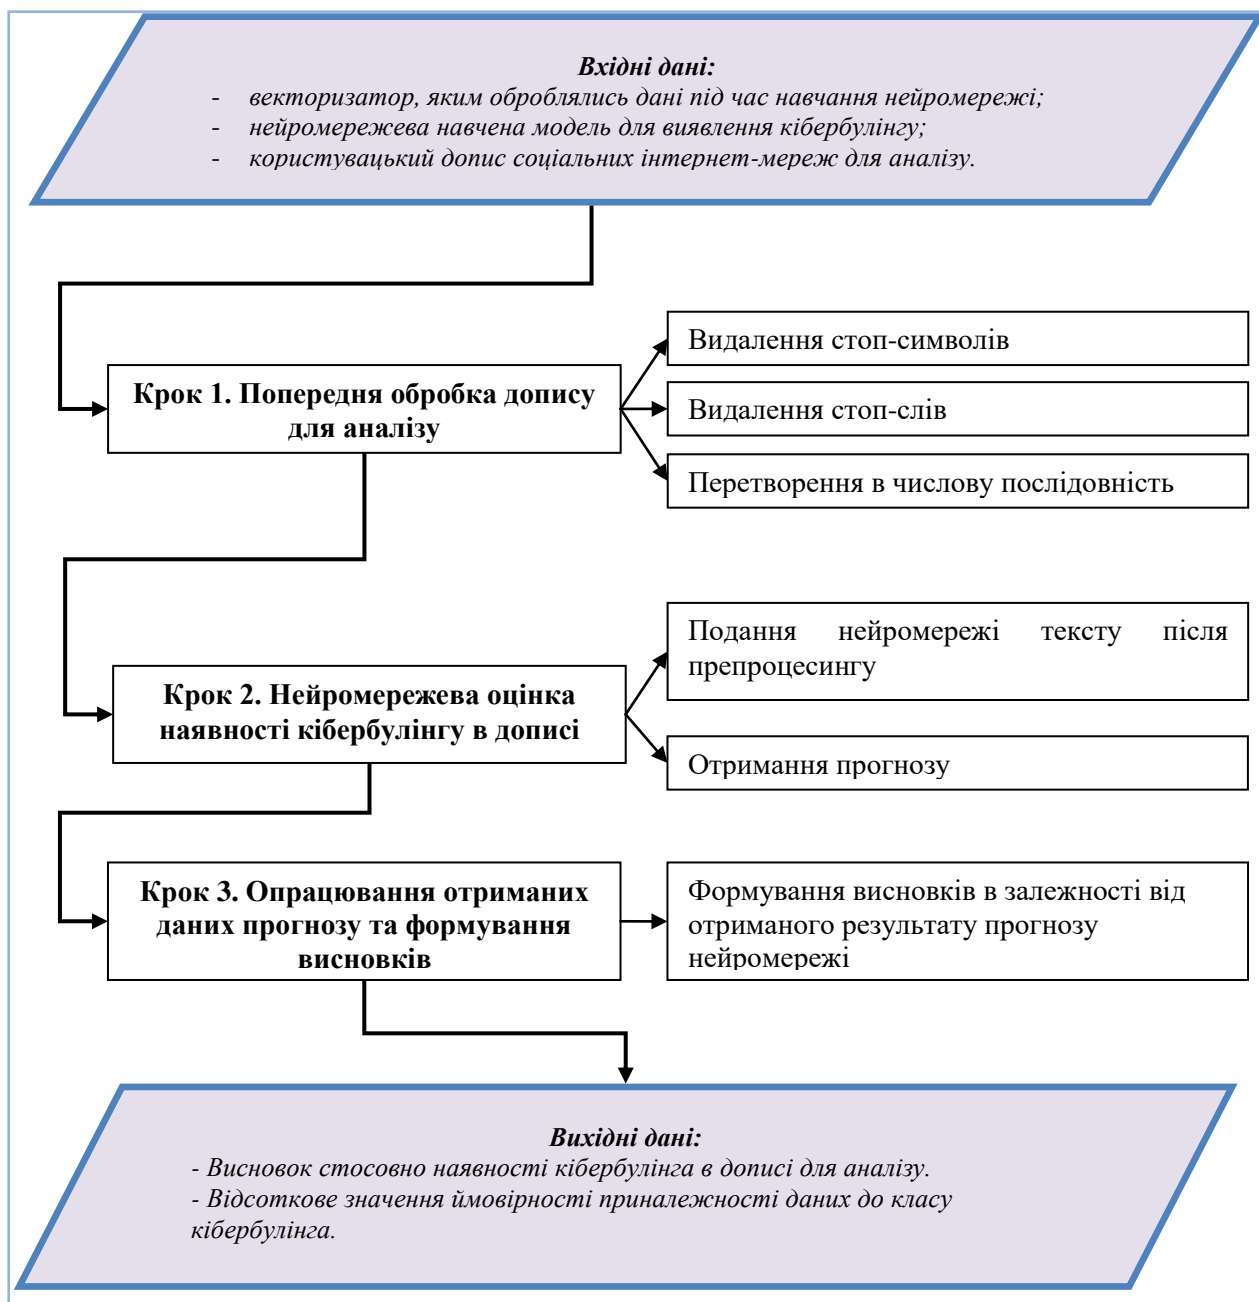 Вхідні дані:
- векторизатор, яким оброблялись дані під час навчання нейромережі;
- нейромережева навчена модель для виявлення кібербулінгу;
- користувацький допис соціальних інтернет-мереж для аналізу.
Крок 1. Попередня обробка допису
для аналізу
Видалення стоп-символів
Видалення стоп-слів
Перетворення в числову послідовність
Крок 2. Нейромережева оцінка
наявності кібербулінгу в дописі
Подання нейромережі тексту після
препроцесингу
Отримання прогнозу
Крок 3. Опрацювання отриманих
даних прогнозу та формування
висновків
Формування висновків в залежності від
отриманого результату прогнозу
нейромережі
Вихідні дані:
- Висновок стосовно наявності кібербулінга в дописі для аналізу.
- Відсоткове значення ймовірності приналежності даних до класу
кібербулінга.